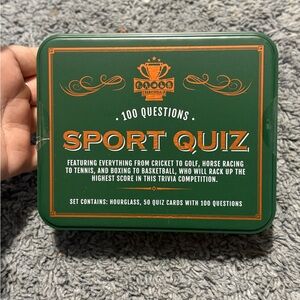 • 100 QUESTIONS •
SPORT QUIZ
FEATURING EVERYTHING FROM CRICKET TO GOLF, HORSE RACING
TO TENNIS, AND BOXING TO BASKETBALL, WHO WILL RACK UP THE
HIGHEST SCORE IN THIS TRIVIA COMPETITION.
SET CONTAINS: HOURGLASS, 50 QUIZ CARDS WITH 100 QUESTIONS